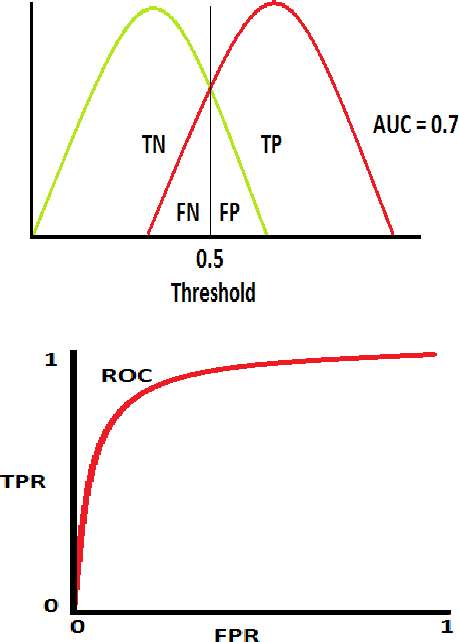 TN TP AUC = 0.7
FN FP
0.5
Threshold
1
ROC
TPR
0
0 1
FPR